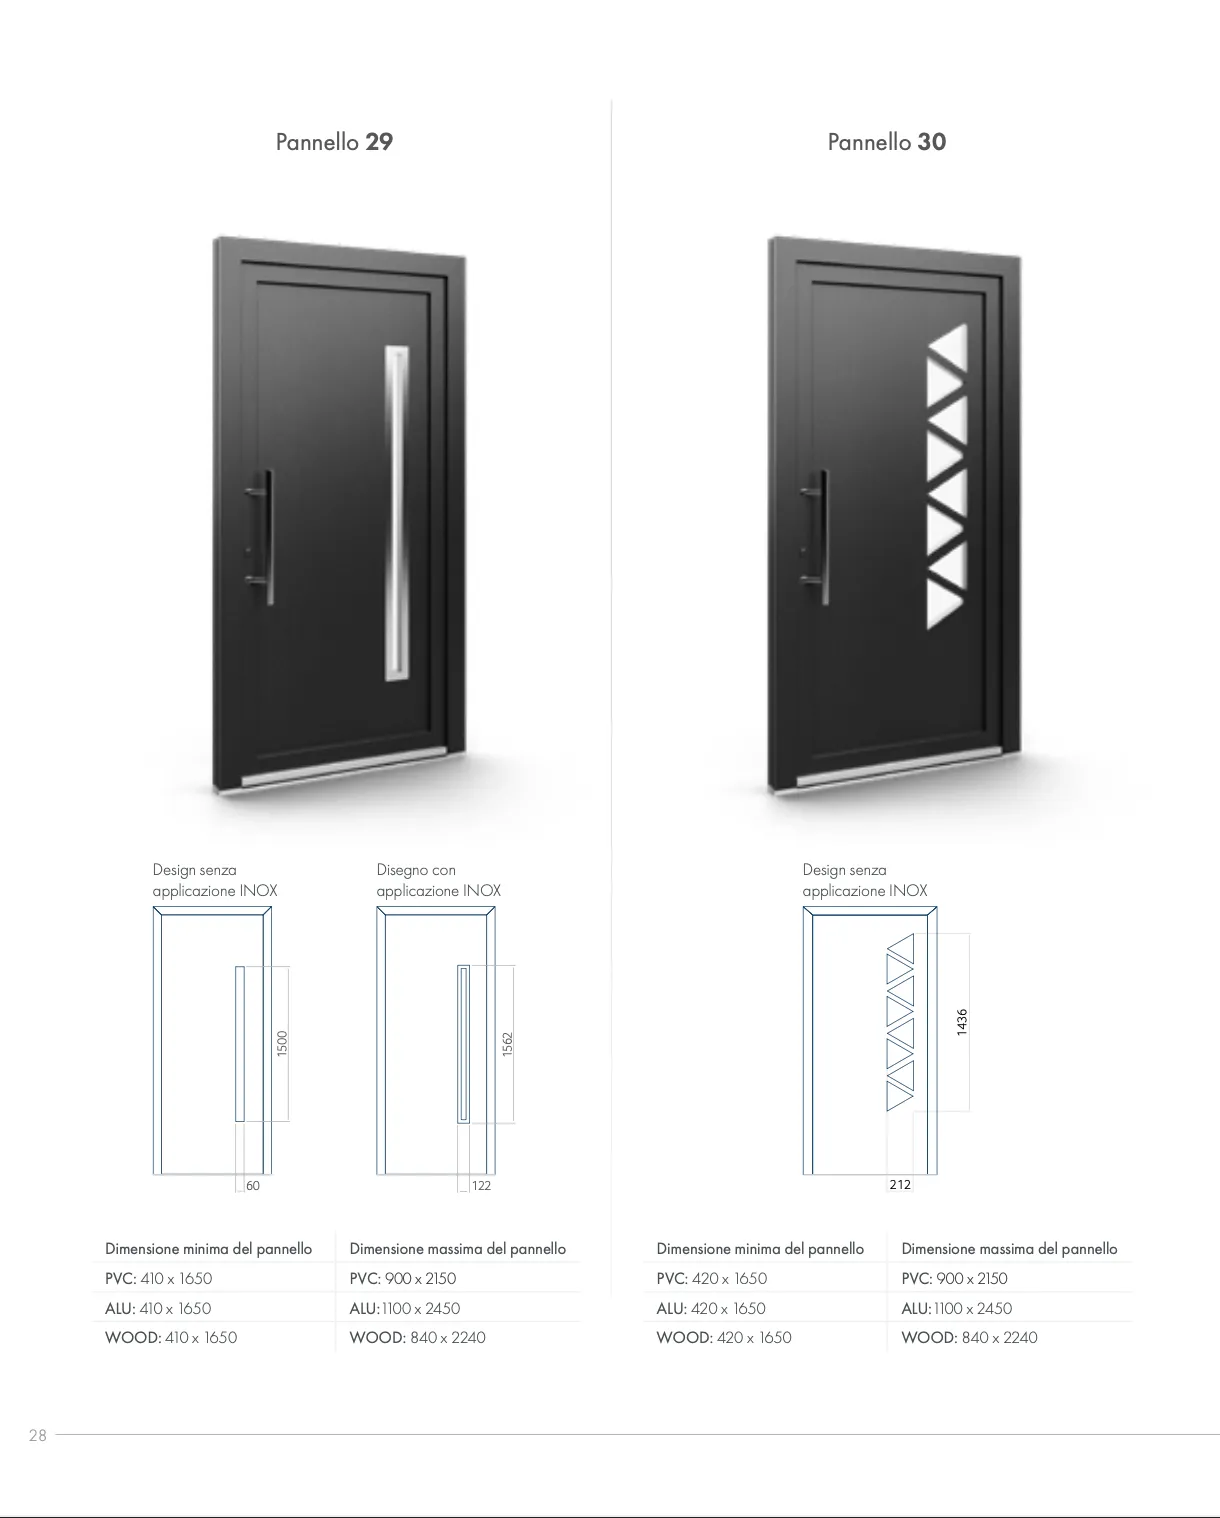 Pannello 29
Design senza
applicazione INOX
1500
60
Disegno con
applicazione INOX
1562
122
Dimensione minima del pannello
PVC: 410 x 1650
ALU: 410 x 1650
WOOD: 410 x 1650
Dimensione massima del pannello
PVC: 900 x 2150
ALU: 1100 x 2450
WOOD: 840 x 2240
Pannello 30
Design senza
applicazione INOX
1436
212
Dimensione minima del pannello
PVC: 420 x 1650
ALU: 420 x 1650
WOOD: 420 x 1650
Dimensione massima del pannello
PVC: 900 x 2150
ALU: 1100 x 2450
WOOD: 840 x 2240
28